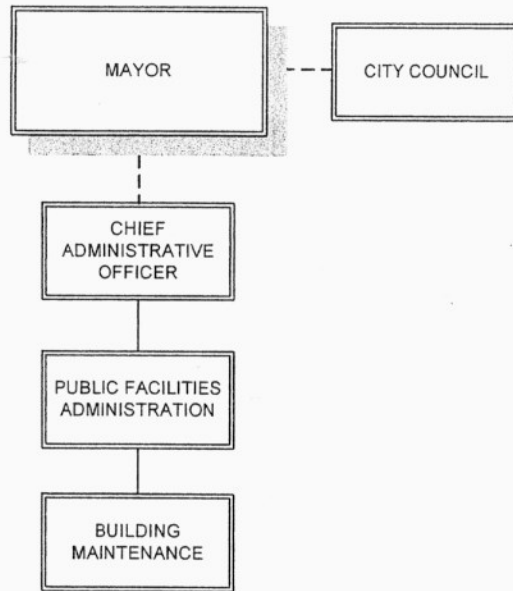 MAYOR
CITY COUNCIL
CHIEF
ADMINISTRATIVE
OFFICER
PUBLIC FACILITIES
ADMINISTRATION
BUILDING
MAINTENANCE